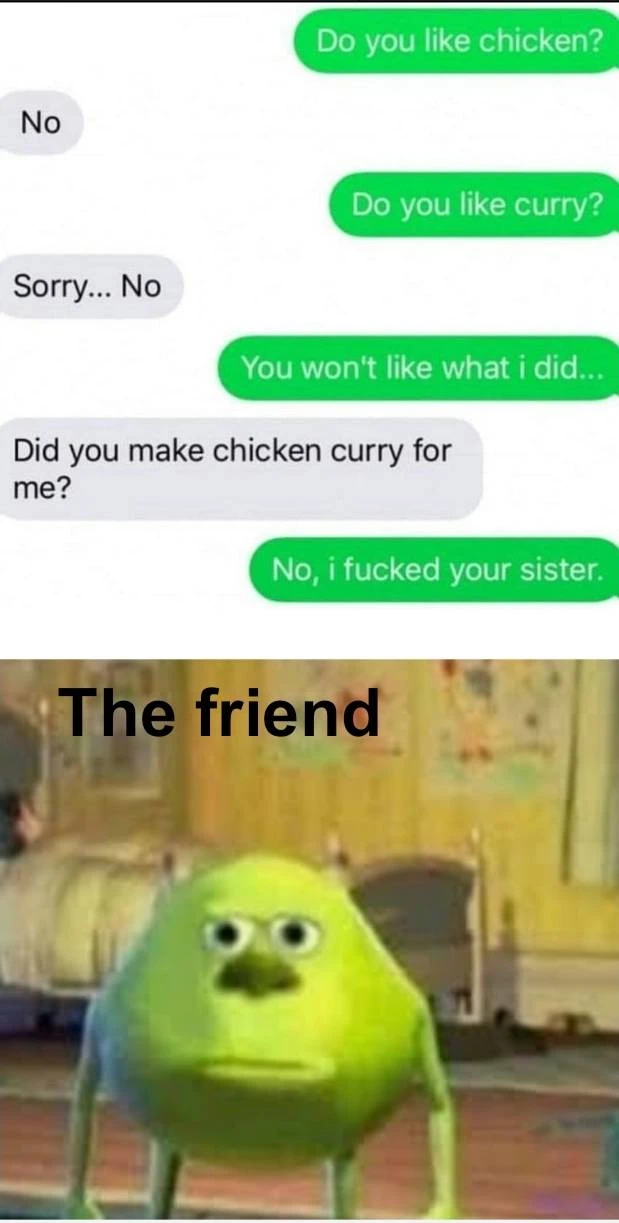 Do you like chicken?
No
Do you like curry?
Sorry... No
You won't like what i did...
Did you make chicken curry for
me?
No, i fucked your sister.
The friend